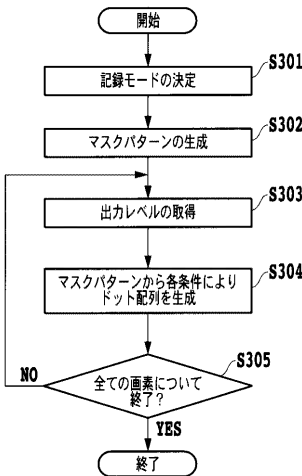 開始
S301
記録モードの決定
S302
マスクパターンの生成
S303
出力レベルの取得
S304
マスクパターンから各条件により
ドット配列を生成
S305
全ての画素について
終了?
NO
YES
終了